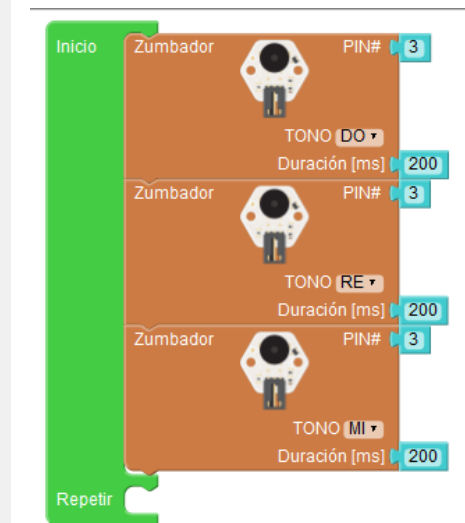 Inicio Zumbador PIN# 3
TONO DO
Duración [ms] 200
Zumbador PIN# 3
TONO RE
Duración [ms] 200
Zumbador PIN# 3
TONO MI
Duración [ms] 200
Repetir